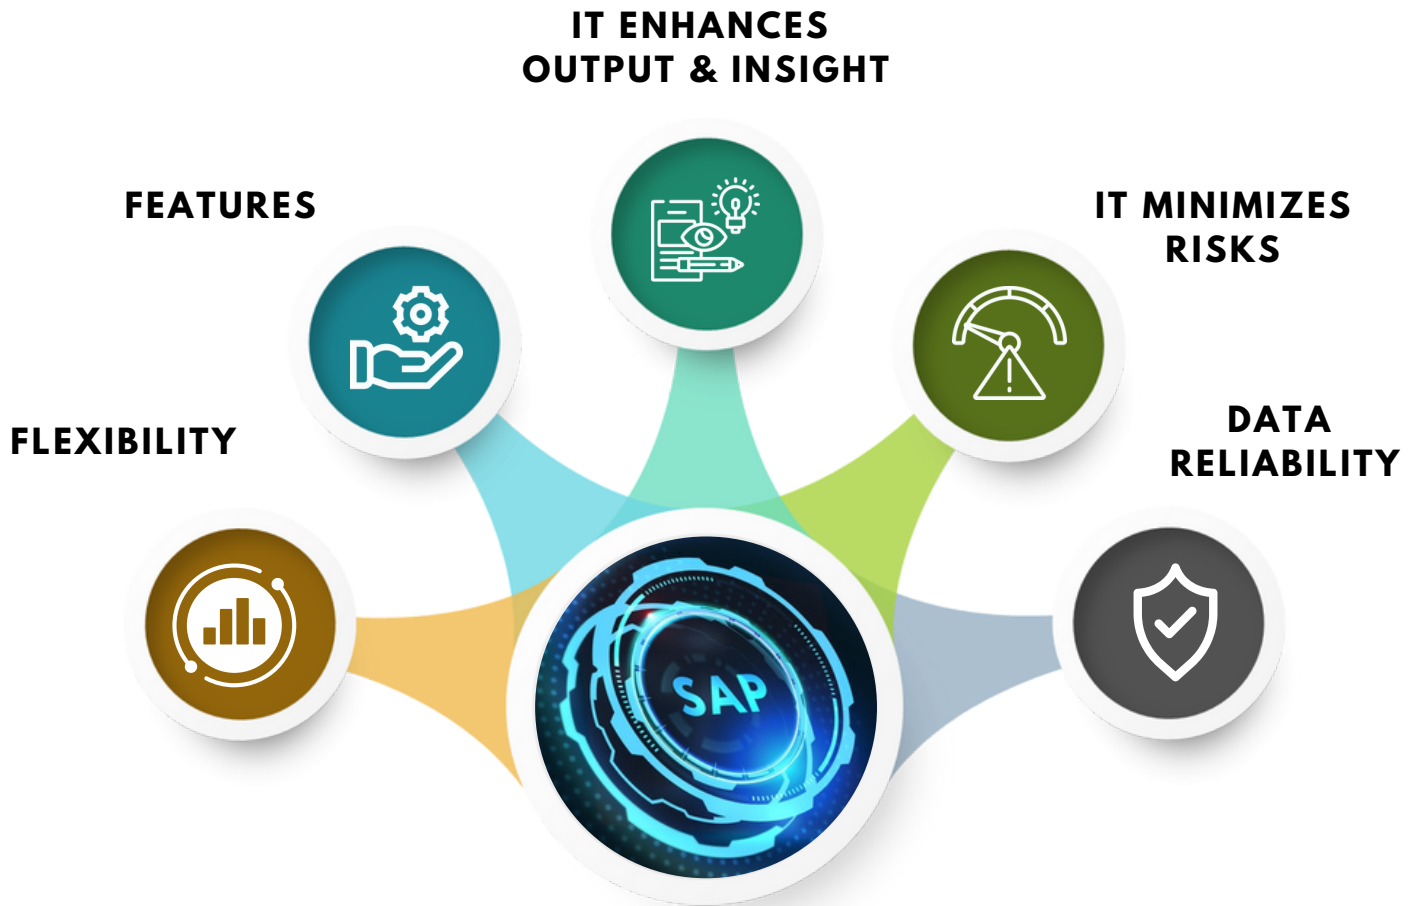 IT ENHANCES
OUTPUT & INSIGHT
FEATURES
IT MINIMIZES
RISKS
FLEXIBILITY
DATA
RELIABILITY
SAP